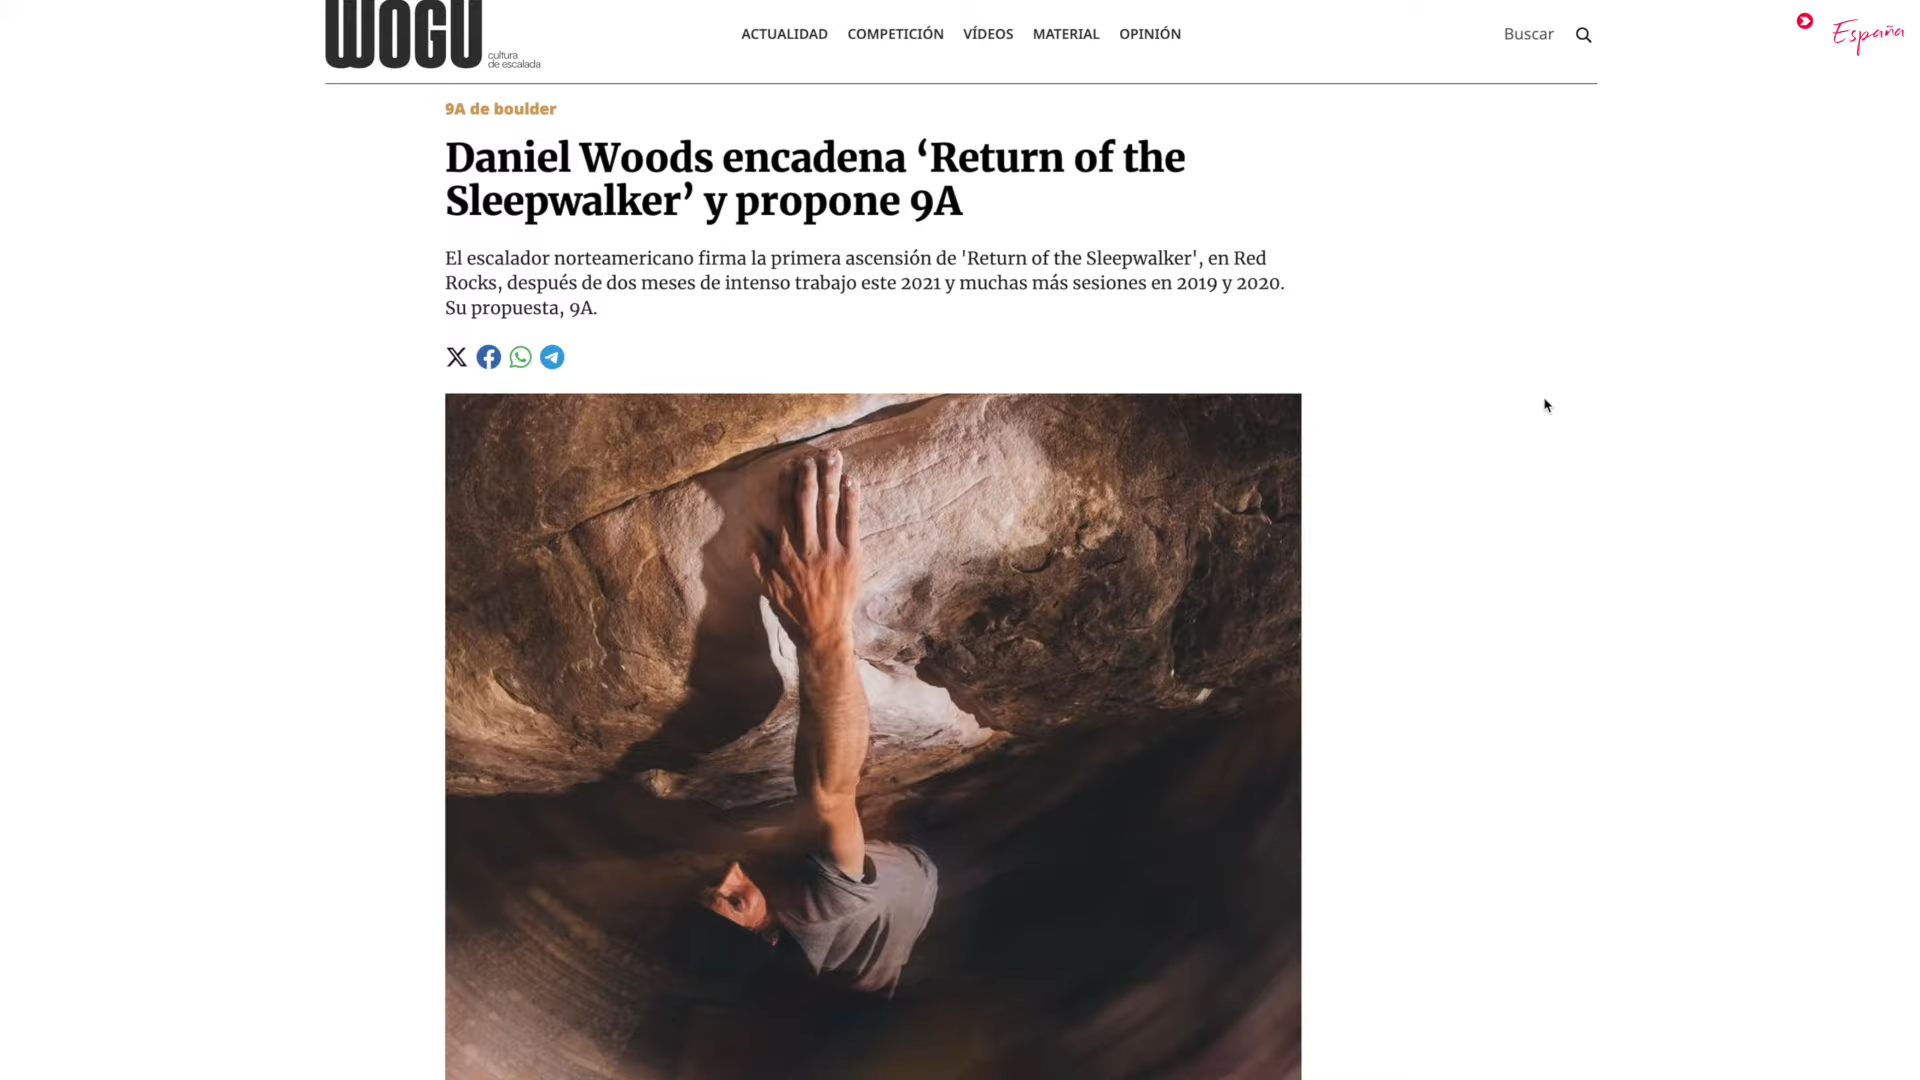 WOGU
cultura
de escalada
ACTUALIDAD COMPETICIÓN VÍDEOS MATERIAL OPINIÓN
Buscar
España
9A de boulder
Daniel Woods encadena ‘Return of the
Sleepwalker’ y propone 9A
El escalador norteamericano firma la primera ascensión de 'Return of the Sleepwalker', en Red
Rocks, después de dos meses de intenso trabajo este 2021 y muchas más sesiones en 2019 y 2020.
Su propuesta, 9A.